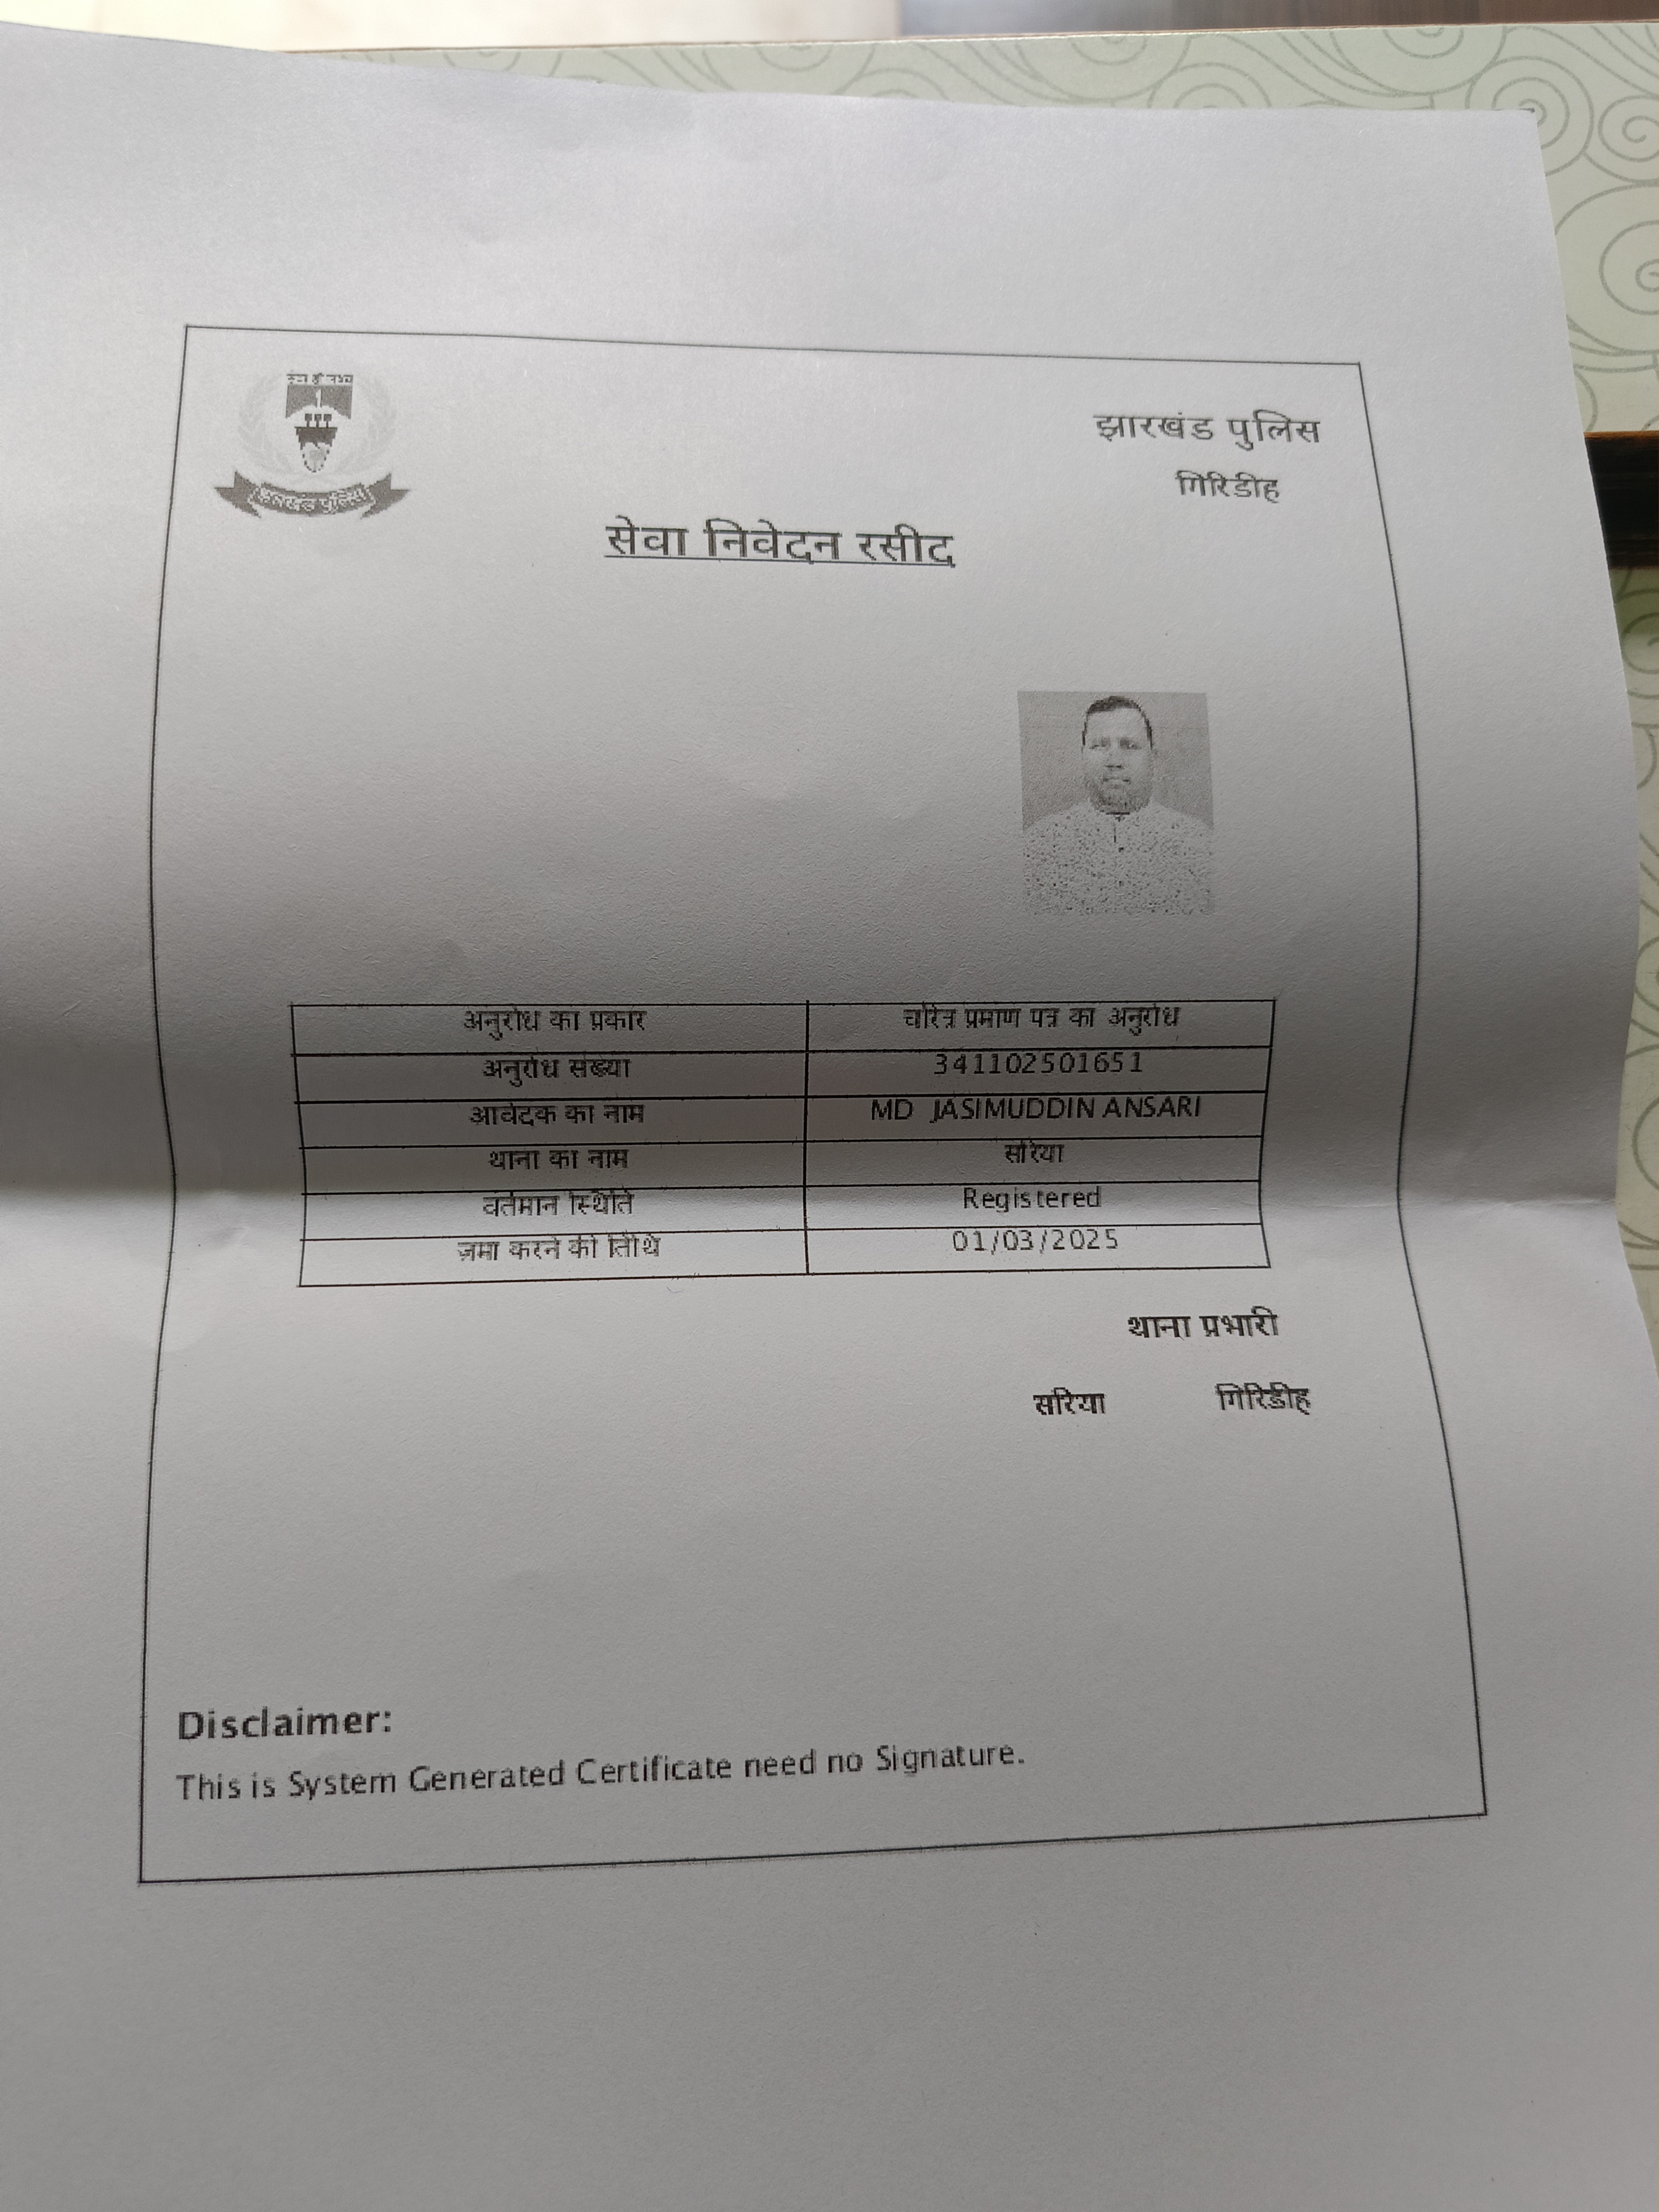 झारखंड पुलिस
झारखंड पुलिस
गिरिडीह
सेवा निवेदन रसीद
अनुरोध का प्रकार चरित्र प्रमाण पत्र का अनुरोध
अनुरोध संख्या 341102501651
आवेदक का नाम MD JASIMUDDIN ANSARI
थाना का नाम सरिया
वर्तमान स्थिति Registered
ज़मा करने की तिथि 01/03/2025
थाना प्रभारी
सरिया गिरिडीह
Disclaimer:
This is System Generated Certificate need no Signature.